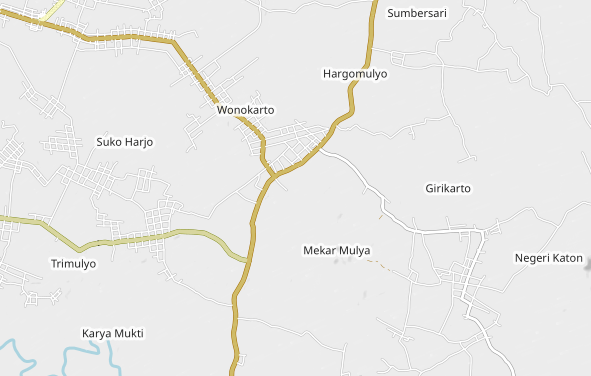 Sumbersari
Hargomulyo
Wonokarto
Suko Harjo
Girikarto
Mekar Mulya
Negeri Katon
Trimulyo
Karya Mukti